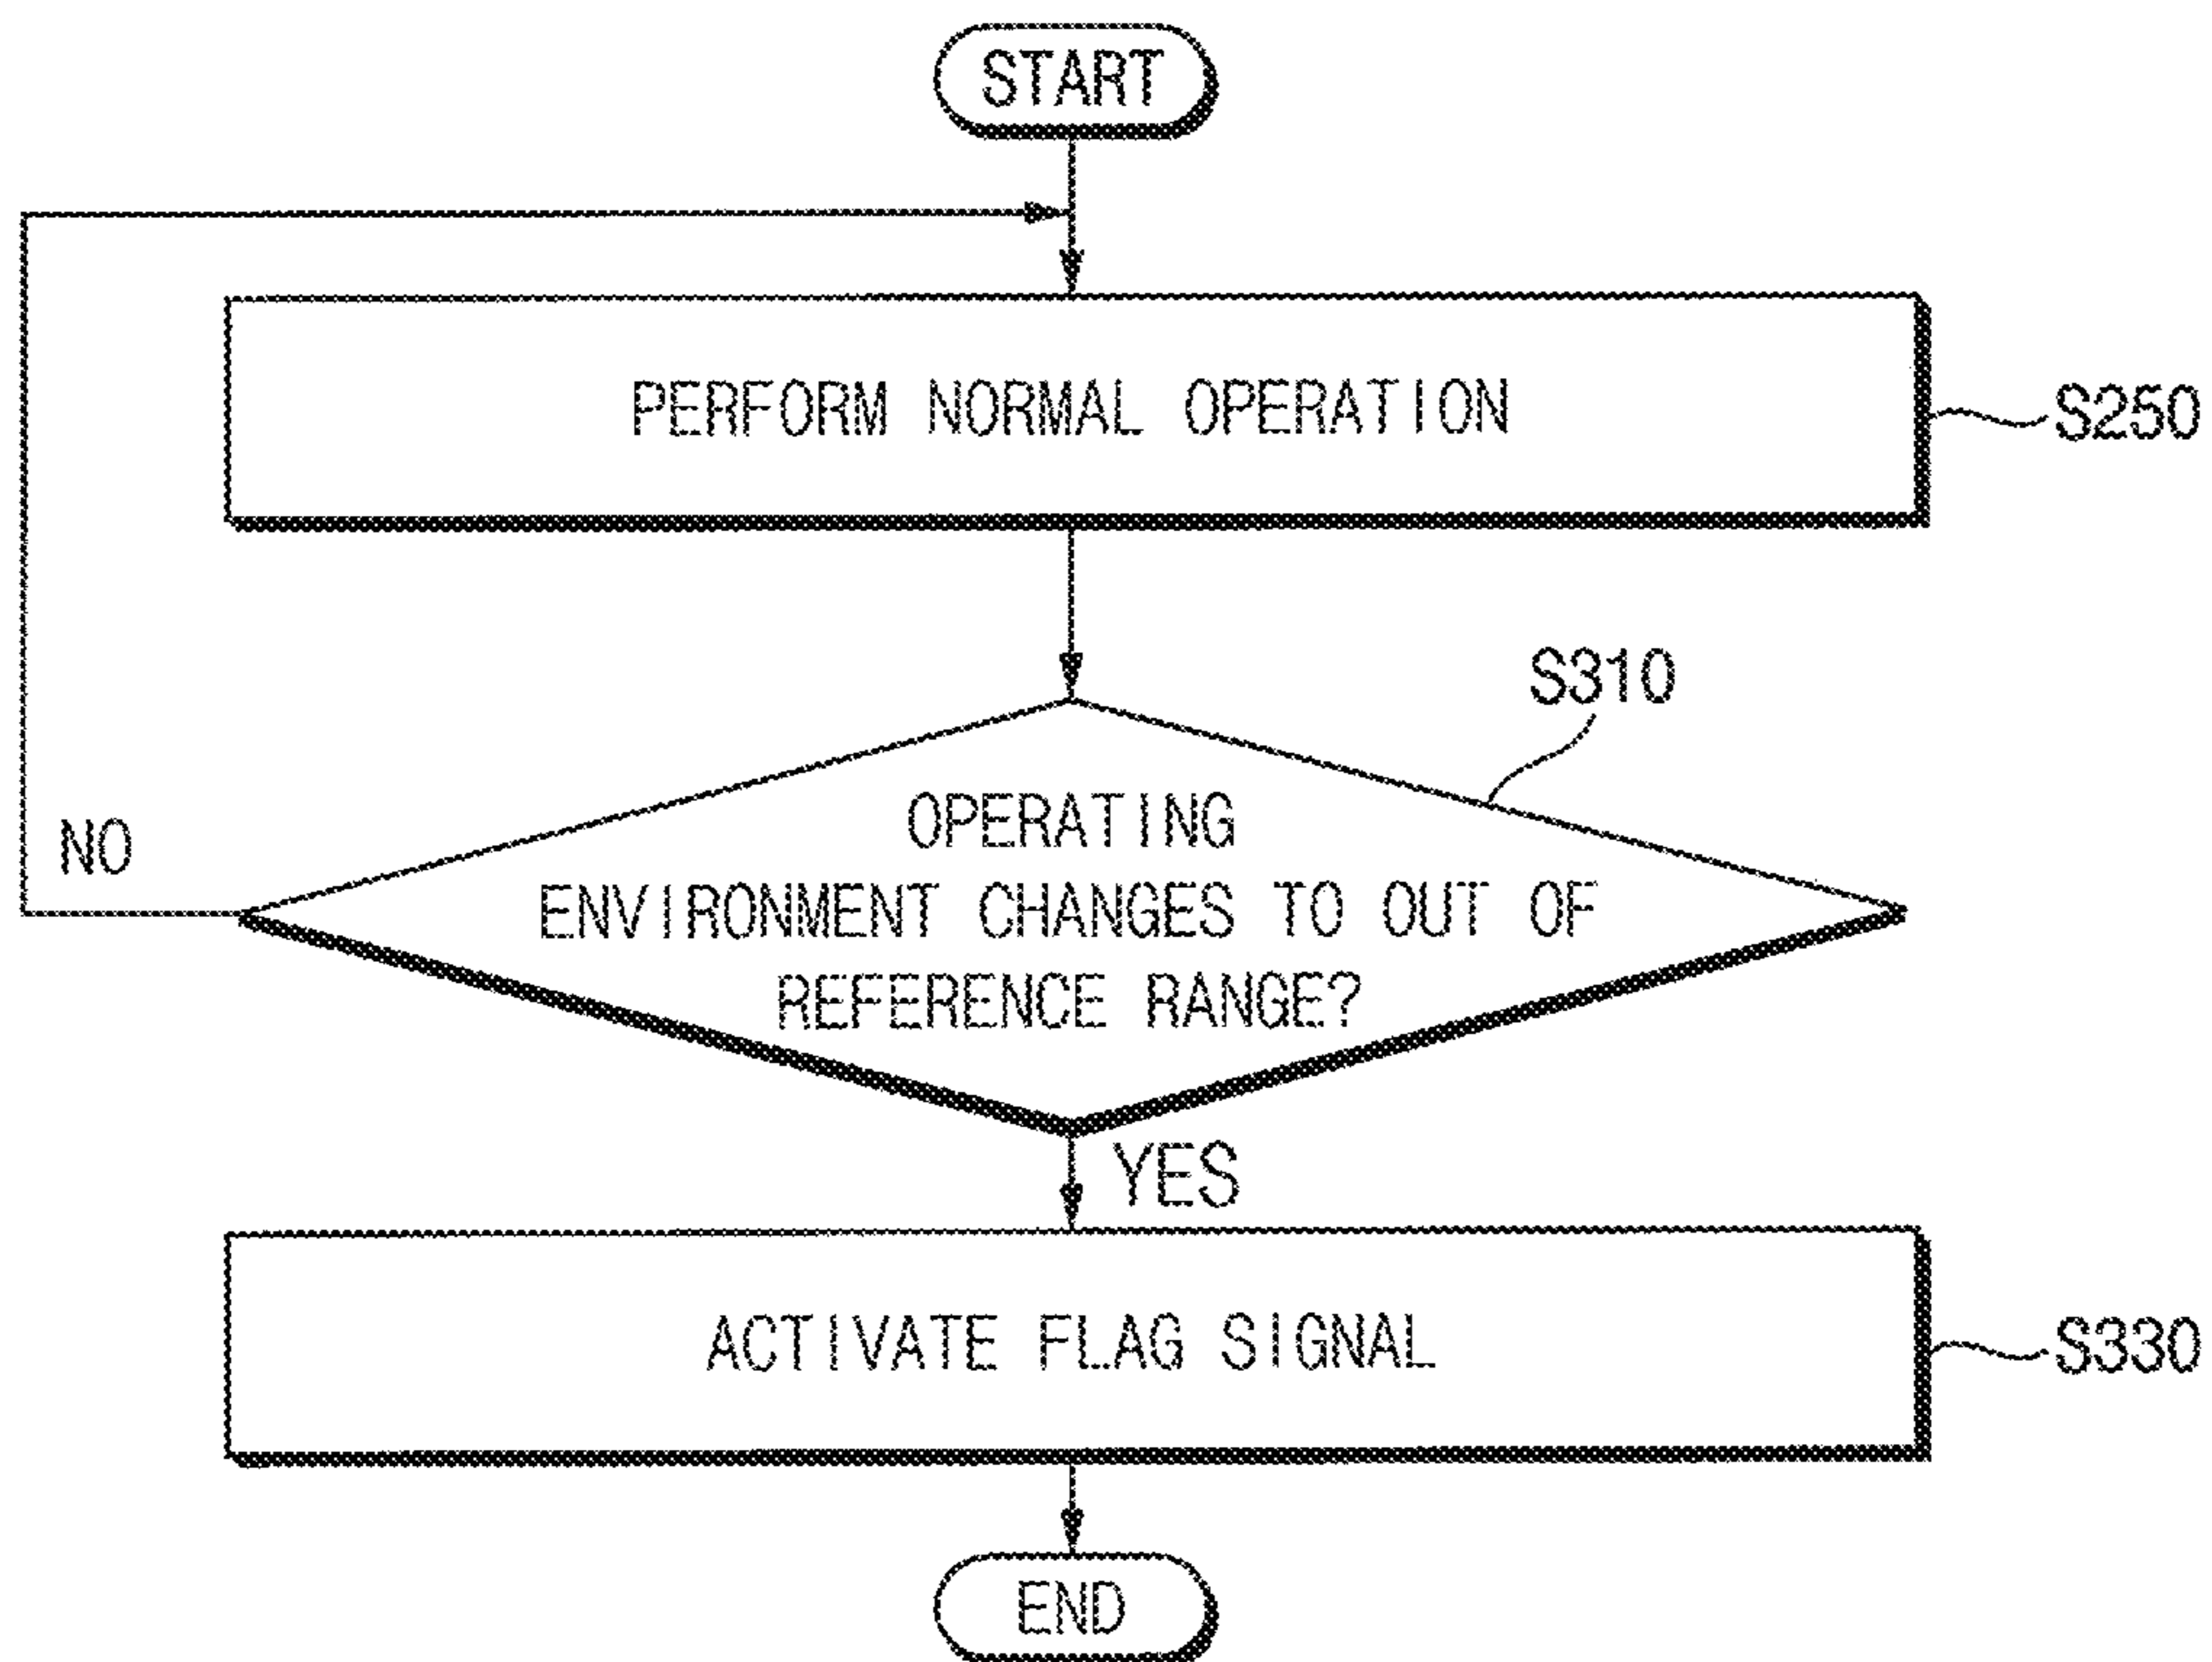 START
PERFORM NORMAL OPERATION
S250
S310
OPERATING
ENVIRONMENT CHANGES TO OUT OF
REFERENCE RANGE?
NO
YES
ACTIVATE FLAG SIGNAL
S330
END